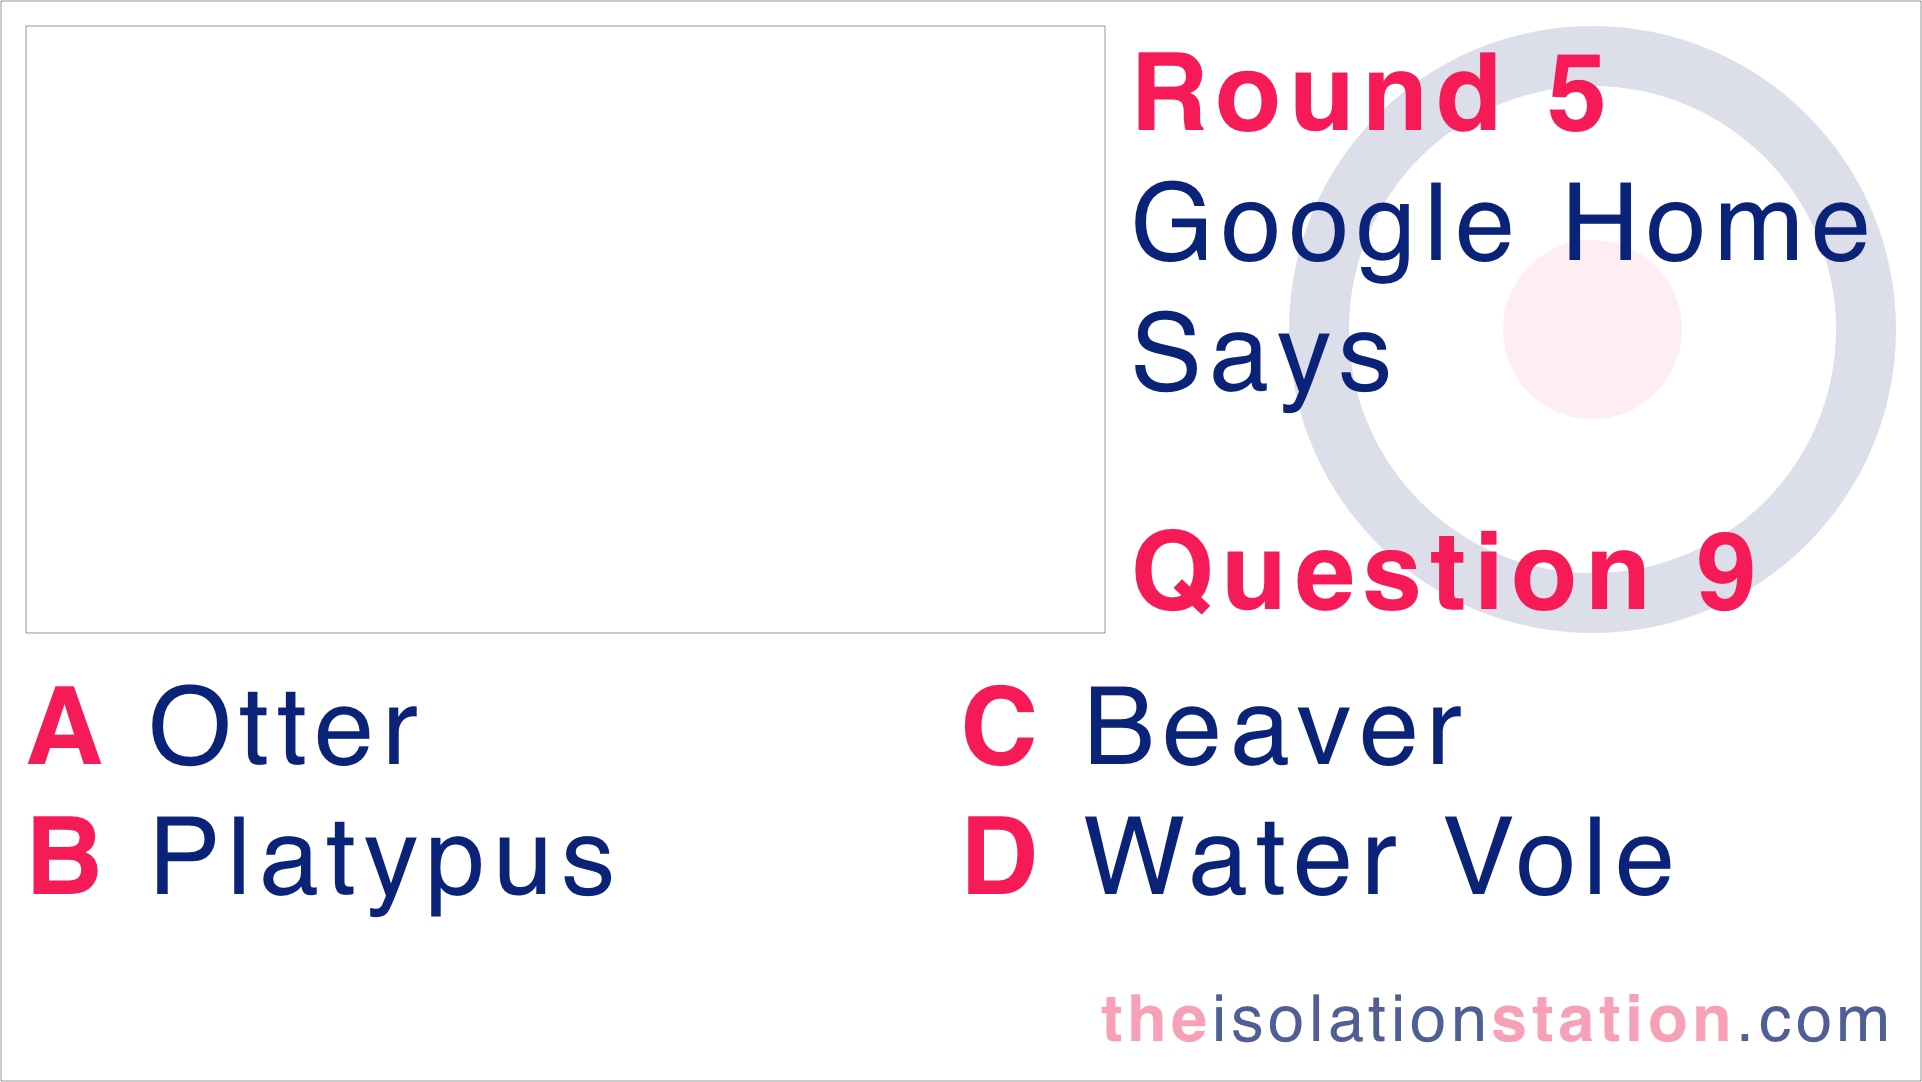 Round 5
Google Home
Says
Question 9
A Otter
B Platypus
C Beaver
D Water Vole
theisolationstation.com